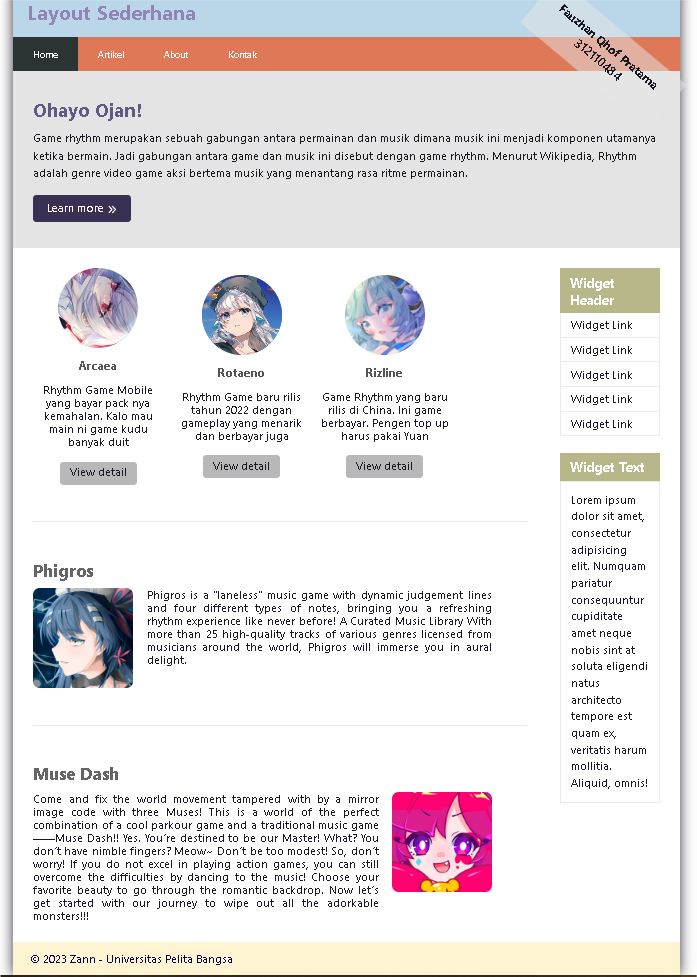 Layout Sederhana
Fauzhan Qhof Pratama
312110484
Home
Artikel
About
Kontak
Ohayo Ojan!
Game rhythm merupakan sebuah gabungan antara permainan dan musik dimana musik ini menjadi komponen utamanya
ketika bermain. Jadi gabungan antara game dan musik ini disebut dengan game rhythm. Menurut Wikipedia, Rhythm
adalah genre video game aksi bertema musik yang menantang rasa ritme permainan.
Learn more »
Arcaea
Rhythm Game Mobile
yang bayar pack nya
kemahalan. Kalo mau
main ni game kudu
banyak duit
View detail
Rotaeno
Rhythm Game baru rilis
tahun 2022 dengan
gameplay yang menarik
dan berbayar juga
View detail
Rizline
Game Rhythm yang baru
rilis di China. Ini game
berbayar. Pengen top up
harus pakai Yuan
View detail
Phigros
Phigros is a "laneless" music game with dynamic judgement lines
and four different types of notes, bringing you a refreshing
rhythm experience like never before! A Curated Music Library With
more than 25 high-quality tracks of various genres licensed from
musicians around the world, Phigros will immerse you in aural
delight.
Muse Dash
Come and fix the world movement tampered with by a mirror
image code with three Muses! This is a world of the perfect
combination of a cool parkour game and a traditional music game
——Muse Dash!! Yes. You're destined to be our Master! What? You
don't have nimble fingers? Meow~ Don't be too modest! So, don't
worry! If you do not excel in playing action games, you can still
overcome the difficulties by dancing to the music! Choose your
favorite beauty to go through the romantic backdrop. Now let's
get started with our journey to wipe out all the adorkable
monsters!!!
Widget
Header
Widget Link
Widget Link
Widget Link
Widget Link
Widget Link
Widget Text
Lorem ipsum
dolor sit amet,
consectetur
adipisicing
elit. Numquam
pariatur
consequuntur
cupiditate
amet neque
nobis sint at
soluta eligendi
natus
architecto
tempore est
quam ex,
veritatis harum
mollitia.
Aliquid, omnis!
© 2023 Zann - Universitas Pelita Bangsa